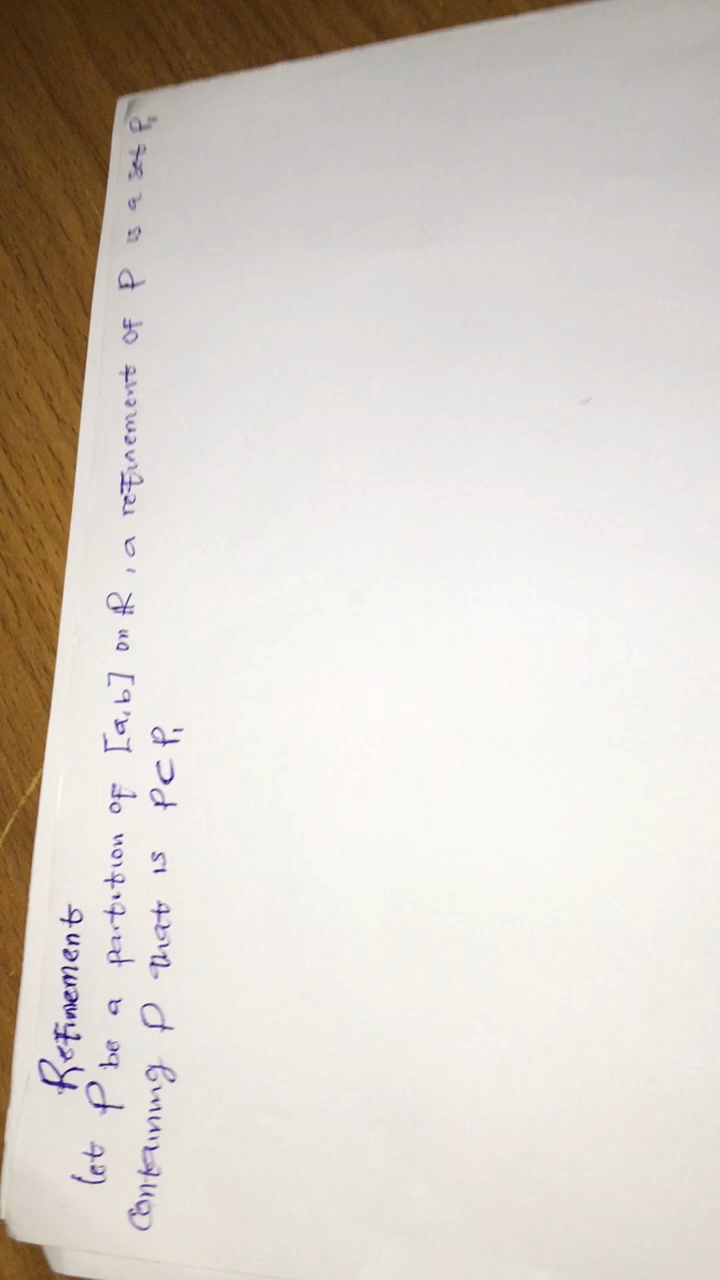 Refinement
let P be a partition of [a,b] on ℝ, a refinement of P is a set P₁
Containing P that is P⊂P₁